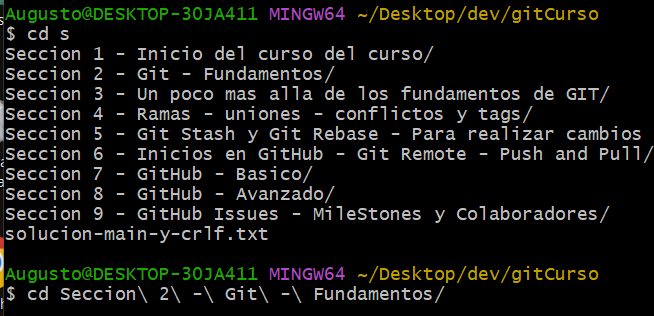 Augusto@DESKTOP-30JA411 MINGW64 ~/Desktop/dev/gitCurso
$ cd s
Seccion 1 - Inicio del curso del curso/
Seccion 2 - Git - Fundamentos/
Seccion 3 - Un poco mas alla de los fundamentos de GIT/
Seccion 4 - Ramas - uniones - conflictos y tags/
Seccion 5 - Git Stash y Git Rebase - Para realizar cambios
Seccion 6 - Inicios en GitHub - Git Remote - Push and Pull/
Seccion 7 - GitHub - Basico/
Seccion 8 - GitHub - Avanzado/
Seccion 9 - GitHub Issues - MileStones y Colaboradores/
solucion-main-y-crlf.txt
Augusto@DESKTOP-30JA411 MINGW64 ~/Desktop/dev/gitCurso
$ cd Seccion\ 2\ -\ Git\ -\ Fundamentos/